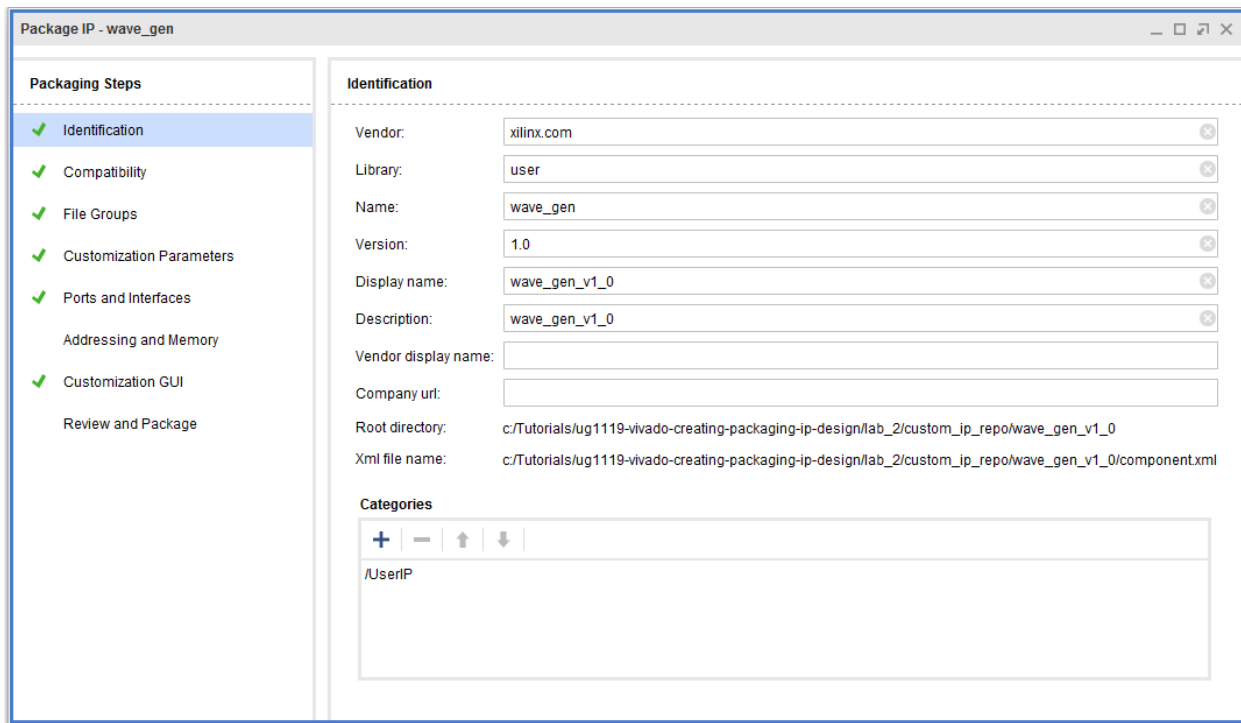 Package IP - wave_gen
Packaging Steps
Identification
Compatibility
File Groups
Customization Parameters
Ports and Interfaces
Addressing and Memory
Customization GUI
Review and Package
Identification
Vendor: xilinx.com
Library: user
Name: wave_gen
Version: 1.0
Display name: wave_gen_v1_0
Description: wave_gen_v1_0
Vendor display name:
Company url:
Root directory: c:/Tutorials/ug1119-vivado-creating-packaging-ip-design/lab_2/custom_ip_repo/wave_gen_v1_0
Xml file name: c:/Tutorials/ug1119-vivado-creating-packaging-ip-design/lab_2/custom_ip_repo/wave_gen_v1_0/component.xml
Categories
/UserIP